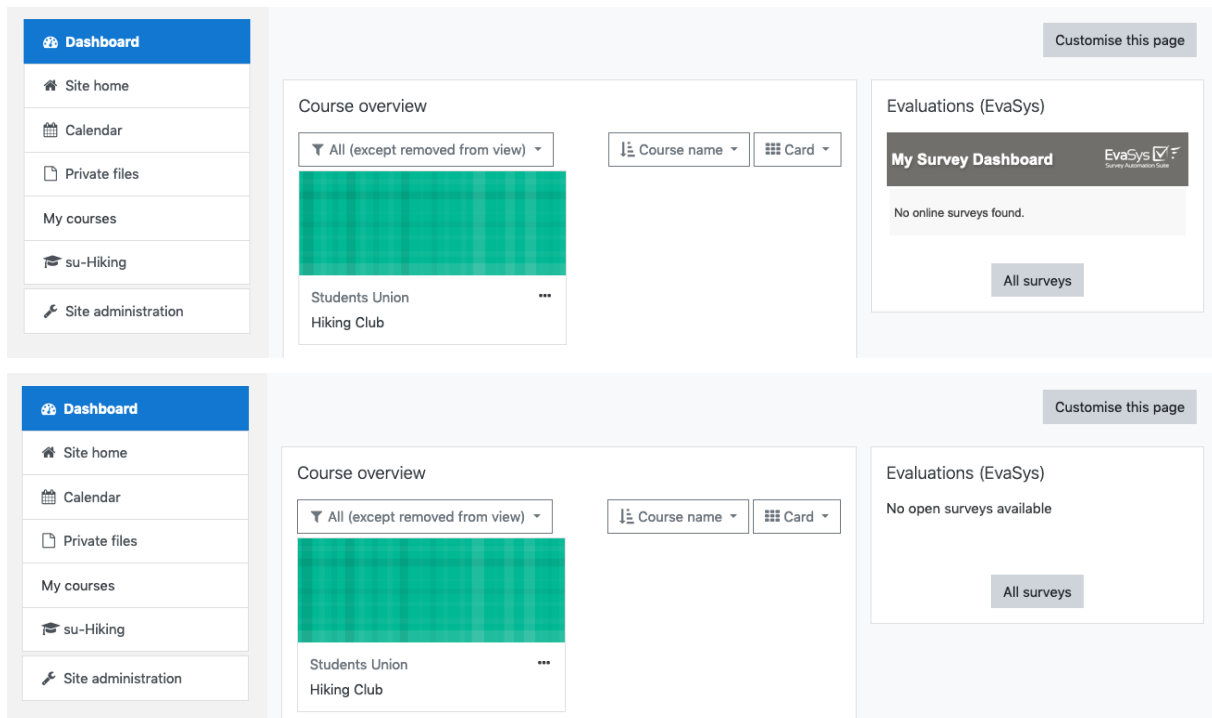 Dashboard
Site home
Calendar
Private files
My courses
su-Hiking
Site administration
Customise this page
Course overview
All (except removed from view)
Course name
Card
Students Union
Hiking Club
Evaluations (EvaSys)
My Survey Dashboard
EvaSys
Survey Automation Suite
No online surveys found.
All surveys
Dashboard
Site home
Calendar
Private files
My courses
su-Hiking
Site administration
Customise this page
Course overview
All (except removed from view)
Course name
Card
Students Union
Hiking Club
Evaluations (EvaSys)
No open surveys available
All surveys